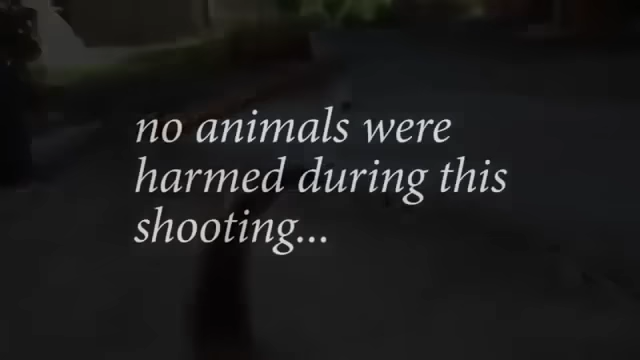 no animals were
harmed during this
shooting...